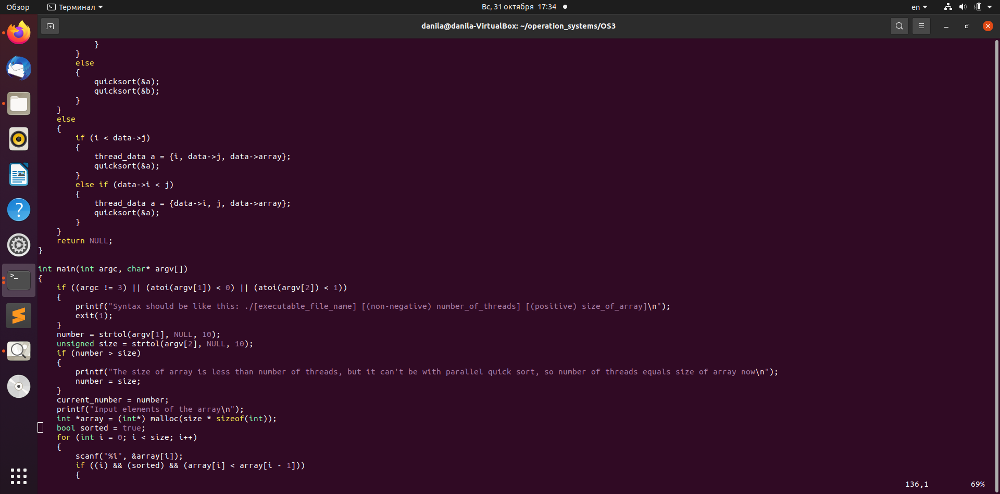 Обзор Терминал Вс, 31 октября 17:34 en
danila@danila-VirtualBox: ~/operation_systems/OS3
            }
        }
        else
        {
            quicksort(&a);
            quicksort(&b);
        }
    }
    else
    {
        if (i < data->j)
        {
            thread_data a = {i, data->j, data->array};
            quicksort(&a);
        }
        else if (data->i < j)
        {
            thread_data a = {data->i, j, data->array};
            quicksort(&a);
        }
    }
    return NULL;
}

int main(int argc, char* argv[])
{
    if ((argc != 3) || (atoi(argv[1]) < 0) || (atoi(argv[2]) < 1))
    {
        printf("Syntax should be like this: ./[executable_file_name] [(non-negative) number_of_threads] [(positive) size_of_array]\n");
        exit(1);
    }
    number = strtol(argv[1], NULL, 10);
    unsigned size = strtol(argv[2], NULL, 10);
    if (number > size)
    {
        printf("The size of array is less than number of threads, but it can't be with parallel quick sort, so number of threads equals size of array now\n");
        number = size;
    }
    current_number = number;
    printf("Input elements of the array\n");
    int *array = (int*) malloc(size * sizeof(int));
    bool sorted = true;
    for (int i = 0; i < size; i++)
    {
        scanf("%i", &array[i]);
        if ((i) && (sorted) && (array[i] < array[i - 1]))
        {
136,1 69%